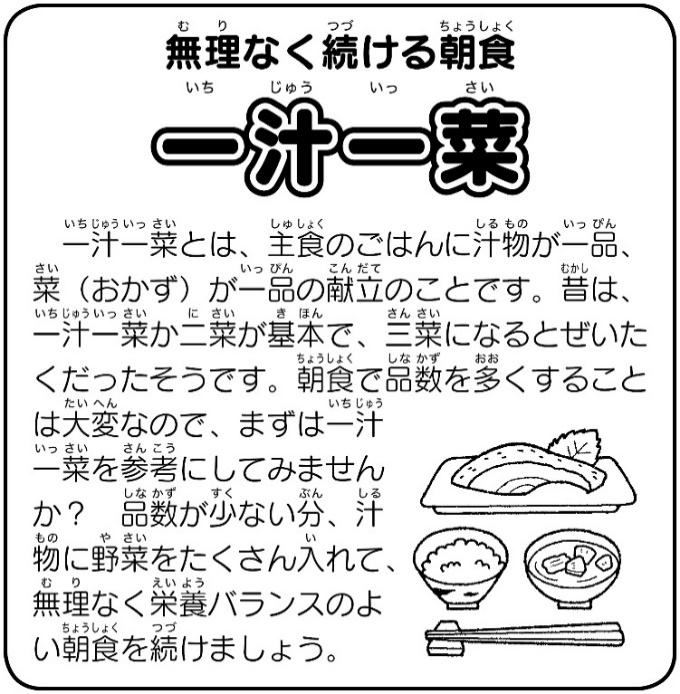 無理なく続ける朝食
一汁一菜
一汁一菜とは、主食のごはんに汁物が一品、
菜（おかず）が一品の献立のことです。昔は、
一汁一菜か二菜が基本で、三菜になるとぜいた
くだったそうです。朝食で品数を多くすること
は大変なので、まずは一汁
一菜を参考にしてみません
か？　品数が少ない分、汁
物に野菜をたくさん入れて、
無理なく栄養バランスのよ
い朝食を続けましょう。